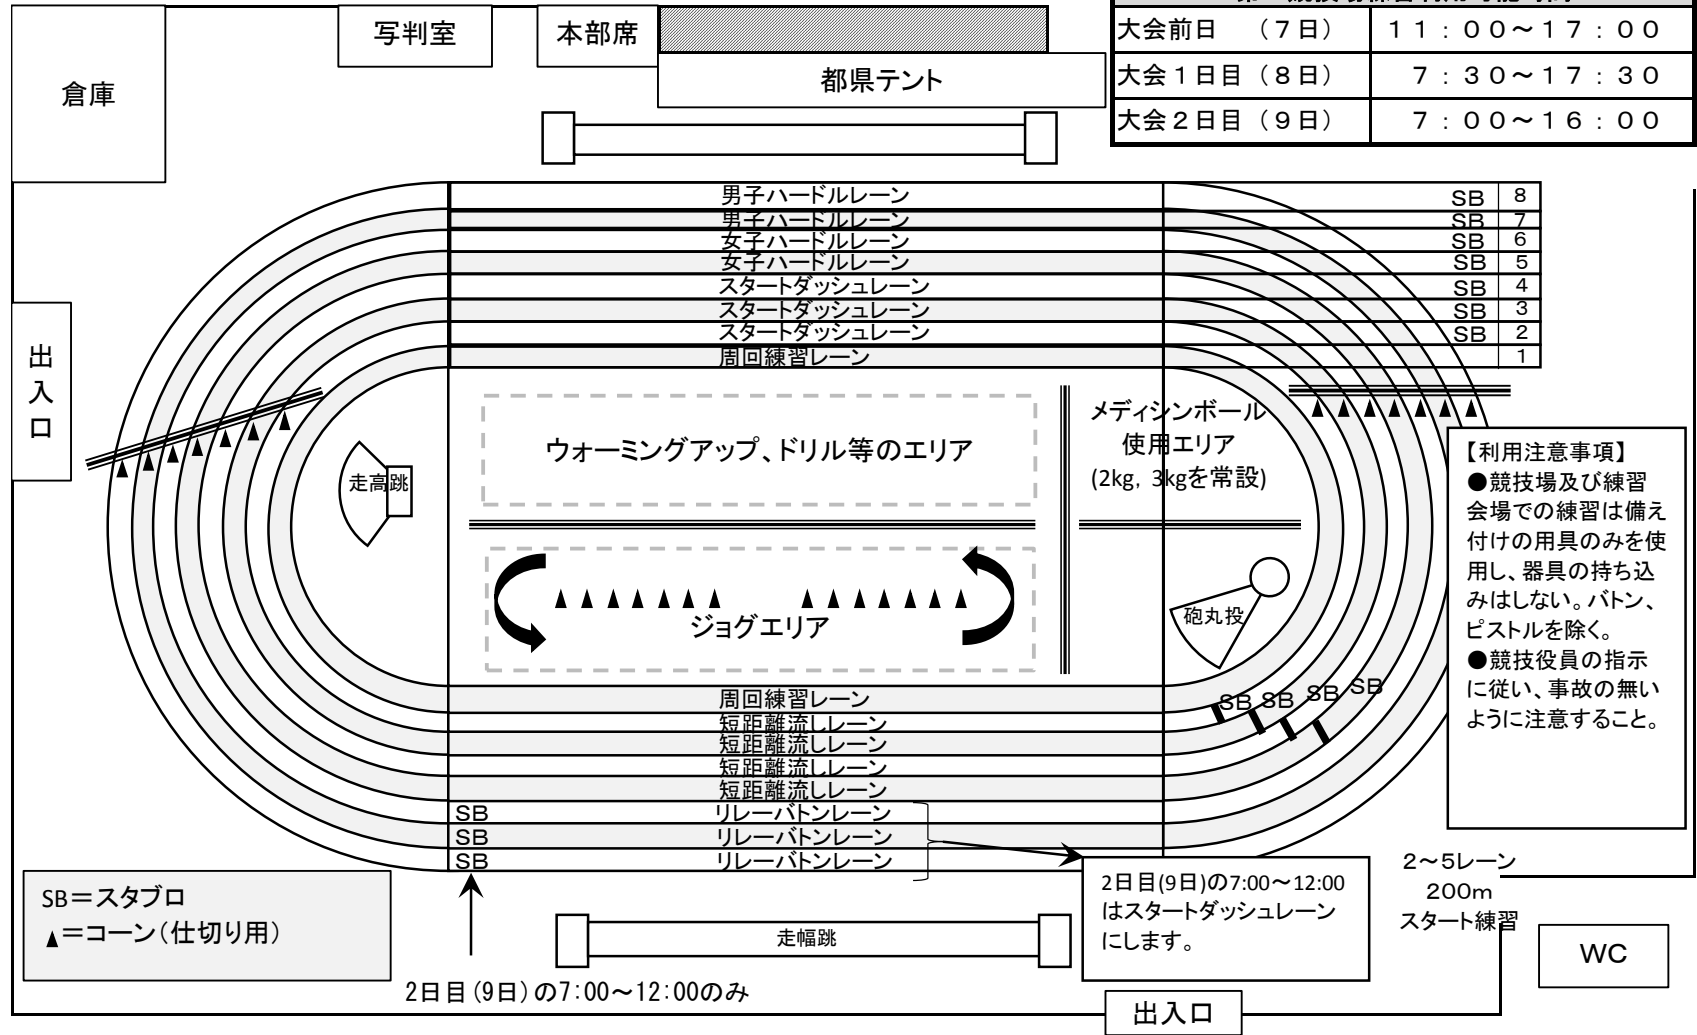 写判室
本部席
都県テント
倉庫
大会前日　（７日） １１：００～１７：００
大会１日目（８日） ７：３０～１７：３０
大会２日目（９日） ７：００～１６：００
男子ハードルレーン SB 8
男子ハードルレーン SB 7
女子ハードルレーン SB 6
女子ハードルレーン SB 5
スタートダッシュレーン SB 4
スタートダッシュレーン SB 3
スタートダッシュレーン SB 2
周回練習レーン 1
出
入
口
走高跳
ウォーミングアップ、ドリル等のエリア
メディシンボール
使用エリア
(2kg，3kgを常設)
ジョグエリア
砲丸投
【利用注意事項】
●競技場及び練習
会場での練習は備え
付けの用具のみを使
用し、器具の持ち込
みはしない。バトン、
ピストルを除く。
●競技役員の指示
に従い、事故の無い
ように注意すること。
SB SB SB SB
周回練習レーン
短距離流しレーン
短距離流しレーン
短距離流しレーン
短距離流しレーン
SB リレーバトンレーン
SB リレーバトンレーン
SB リレーバトンレーン
2日目(9日)の7:00～12:00
はスタートダッシュレーン
にします。
2～5レーン
200m
スタート練習
SB＝スタブロ
▲＝コーン（仕切り用）
走幅跳
2日目(9日)の7:00～12:00のみ
WC
出入口